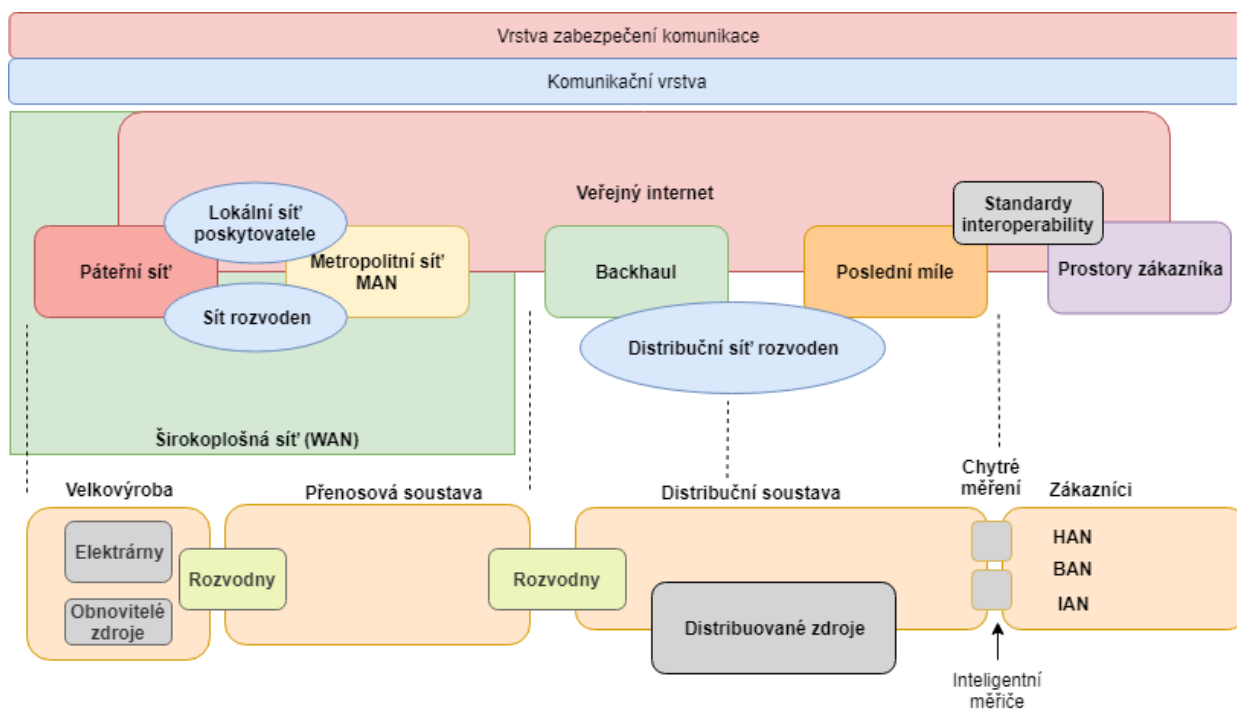 Vrstva zabezpečení komunikace
Komunikační vrstva
Veřejný internet
Lokální síť
poskytovatele
Standardy
interoperability
Páteřní síť
Metropolitní síť
MAN
Backhaul
Poslední míle
Prostory zákazníka
Sít rozvoden
Distribuční síť rozvoden
Širokoplošná síť (WAN)
Velkovýroba
Přenosová soustava
Distribuční soustava
Chytré
měření
Zákazníci
Elektrárny
Obnovitelé
zdroje
Rozvodny
Rozvodny
Distribuované zdroje
HAN
BAN
IAN
Inteligentní
měřiče